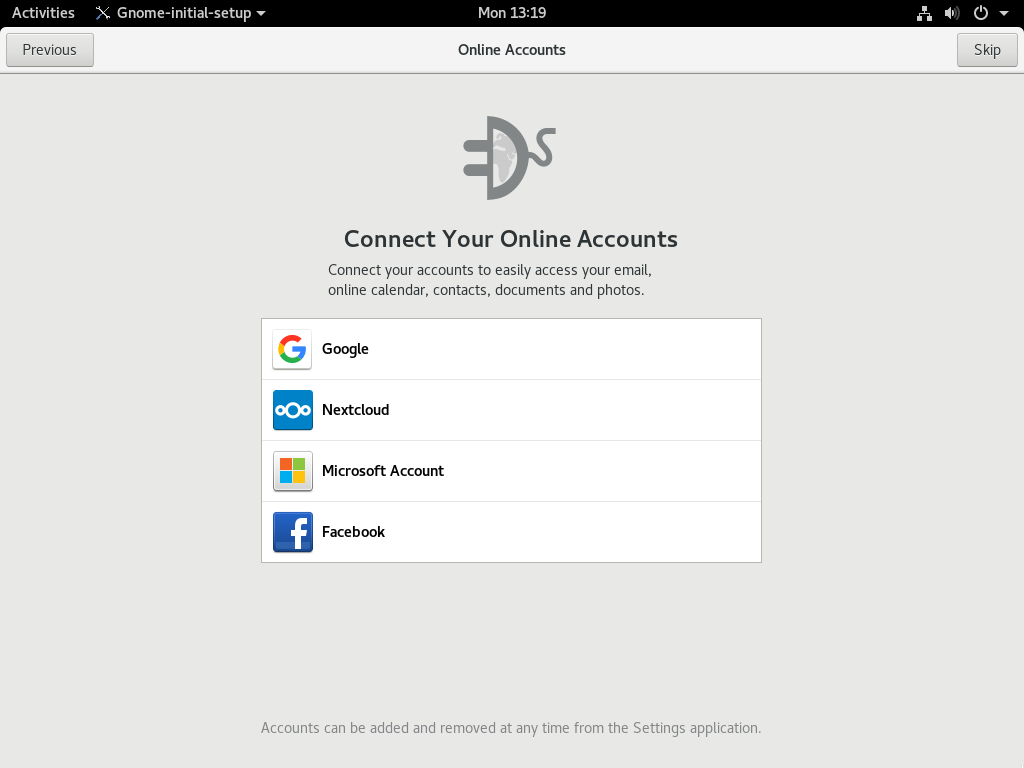 Activities Gnome-initial-setup Mon 13:19
Previous Online Accounts Skip
Connect Your Online Accounts
Connect your accounts to easily access your email,
online calendar, contacts, documents and photos.
Google
Nextcloud
Microsoft Account
Facebook
Accounts can be added and removed at any time from the Settings application.